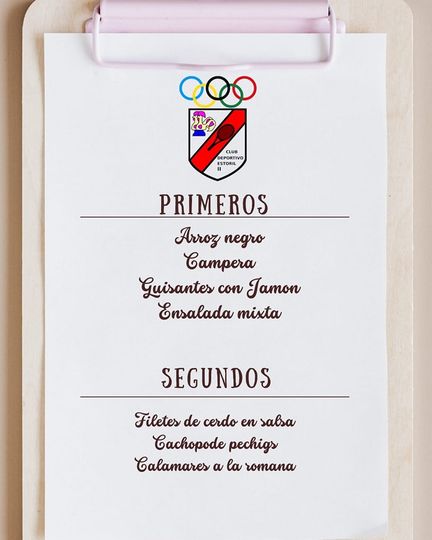 CLUB
DEPORTIVO
ESTORIL
II
PRIMEROS
Arroz negro
Campera
Guisantes con Jamon
Ensalada mixta
SEGUNDOS
Filetes de cerdo en salsa
Cachopode pechigs
Calamares a la romana